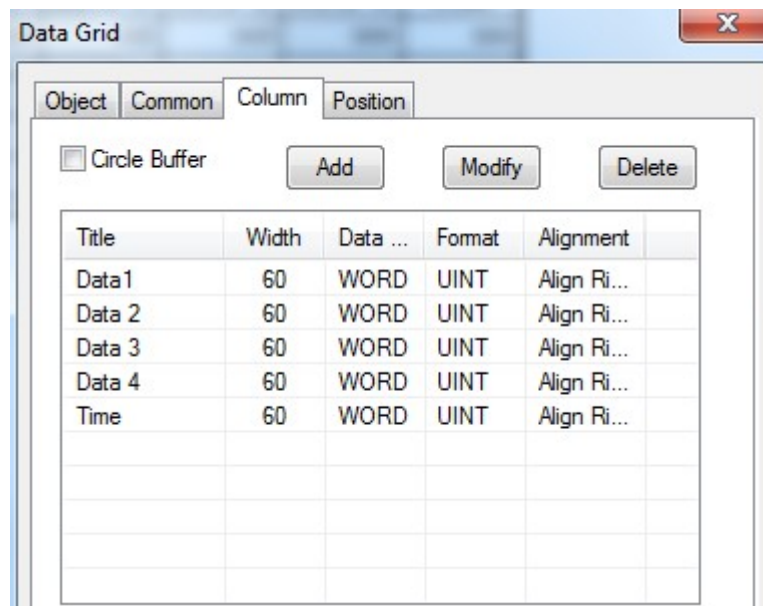 Data Grid
Object Common Column Position
Circle Buffer Add Modify Delete
Title Width Data ... Format Alignment
Data1 60 WORD UINT Align Ri...
Data 2 60 WORD UINT Align Ri...
Data 3 60 WORD UINT Align Ri...
Data 4 60 WORD UINT Align Ri...
Time 60 WORD UINT Align Ri...